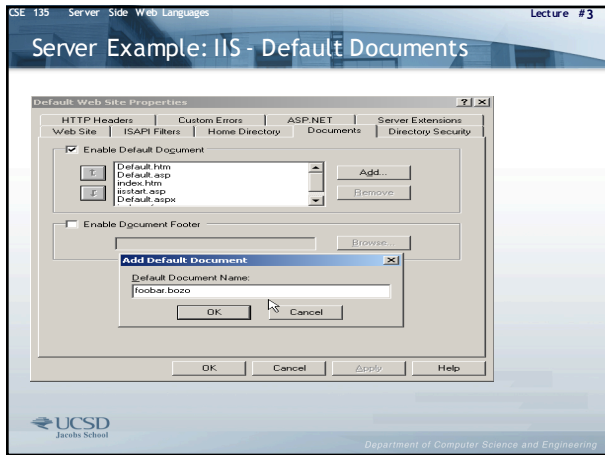 CSE 135 Server Side Web Languages
Lecture #3
Server Example: IIS - Default Documents
Default Web Site Properties
HTTP Headers Custom Errors ASP.NET Server Extensions
Web Site ISAPI Filters Home Directory Documents Directory Security
Enable Default Document
Default.htm
Default.asp
index.htm
iisstart.asp
Default.aspx
Add...
Remove
Enable Document Footer
Browse...
Add Default Document
Default Document Name:
foobar.bozo
OK Cancel
OK Cancel Apply Help
UCSD
Jacobs School
Department of Computer Science and Engineering